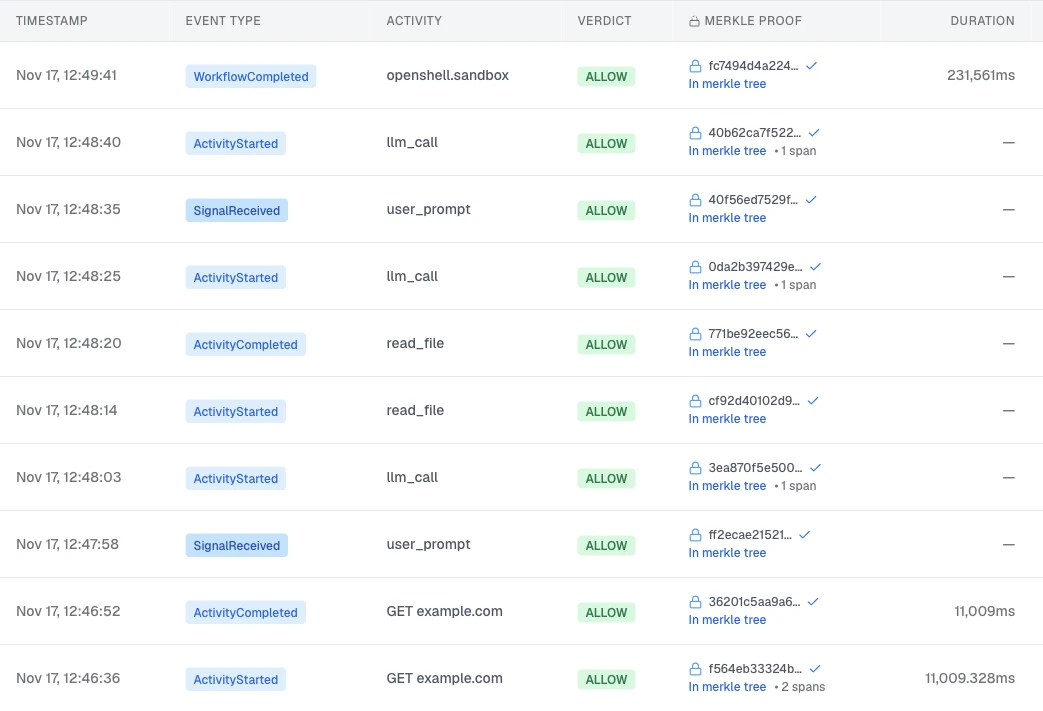 TIMESTAMP EVENT TYPE ACTIVITY VERDICT MERKLE PROOF DURATION
Nov 17, 12:49:41 WorkflowCompleted openshell.sandbox ALLOW fc7494d4a224... 231,561ms
In merkle tree
Nov 17, 12:48:40 ActivityStarted llm_call ALLOW 40b62ca7f522... —
In merkle tree • 1 span
Nov 17, 12:48:35 SignalReceived user_prompt ALLOW 40f56ed7529f... —
In merkle tree
Nov 17, 12:48:25 ActivityStarted llm_call ALLOW 0da2b397429e... —
In merkle tree • 1 span
Nov 17, 12:48:20 ActivityCompleted read_file ALLOW 771be92eec56... —
In merkle tree
Nov 17, 12:48:14 ActivityStarted read_file ALLOW cf92d40102d9... —
In merkle tree
Nov 17, 12:48:03 ActivityStarted llm_call ALLOW 3ea870f5e500... —
In merkle tree • 1 span
Nov 17, 12:47:58 SignalReceived user_prompt ALLOW ff2ecae21521... —
In merkle tree
Nov 17, 12:46:52 ActivityCompleted GET example.com ALLOW 36201c5aa9a6... 11,009ms
In merkle tree
Nov 17, 12:46:36 ActivityStarted GET example.com ALLOW f564eb33324b... 11,009.328ms
In merkle tree • 2 spans